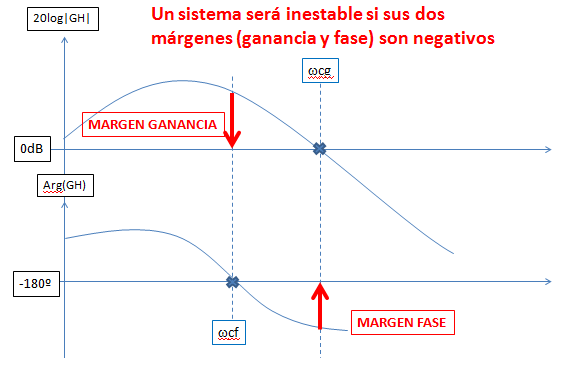 20log|GH|
Un sistema será inestable si sus dos
márgenes (ganancia y fase) son negativos
ωcg
MARGEN GANANCIA
0dB
Arg(GH)
-180º
MARGEN FASE
ωcf